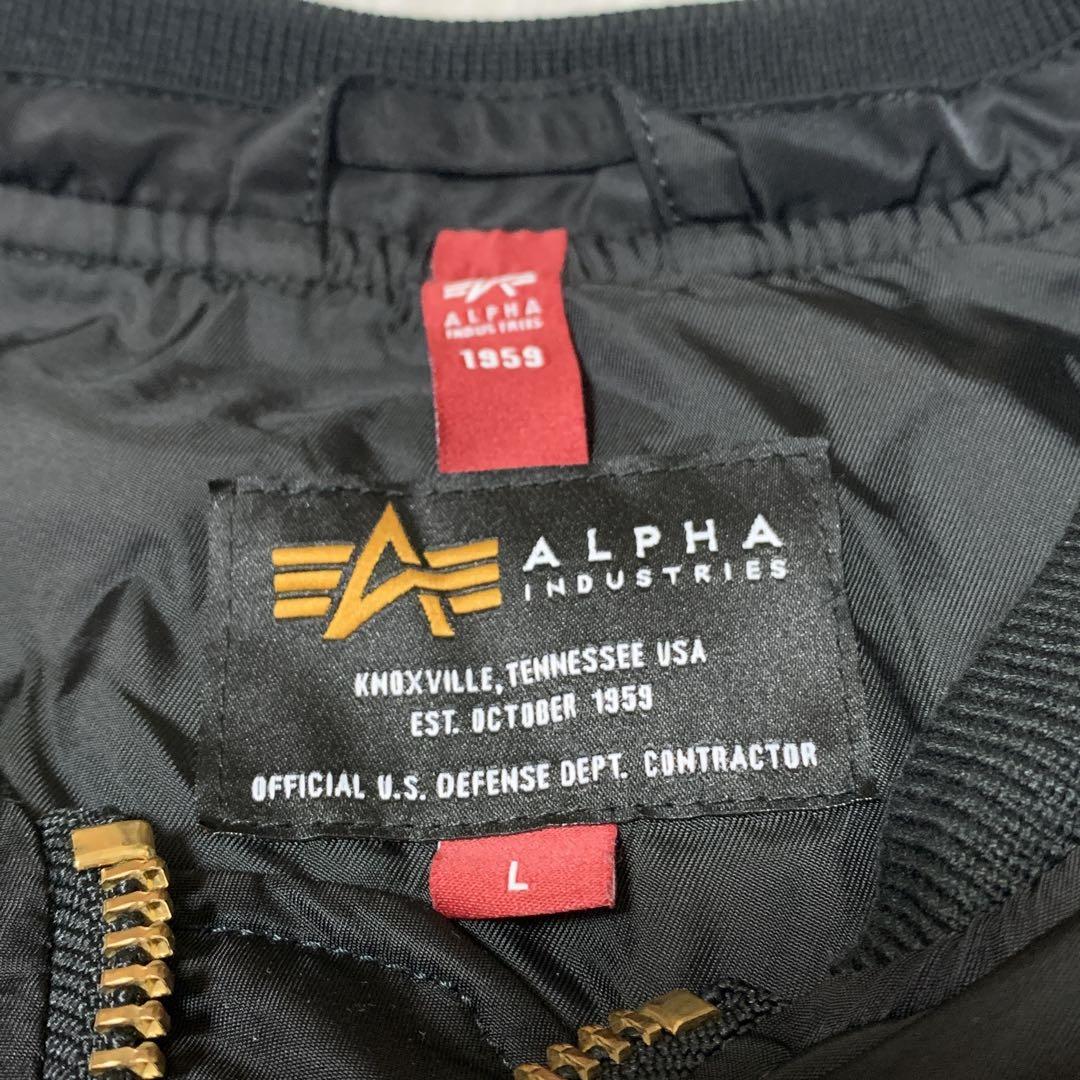 ALPHA
INDUSTRIES
1959
ALPHA
INDUSTRIES
KNOXVILLE, TENNESSEE USA
EST. OCTOBER 1959
OFFICIAL U.S. DEFENSE DEPT. CONTRACTOR
L